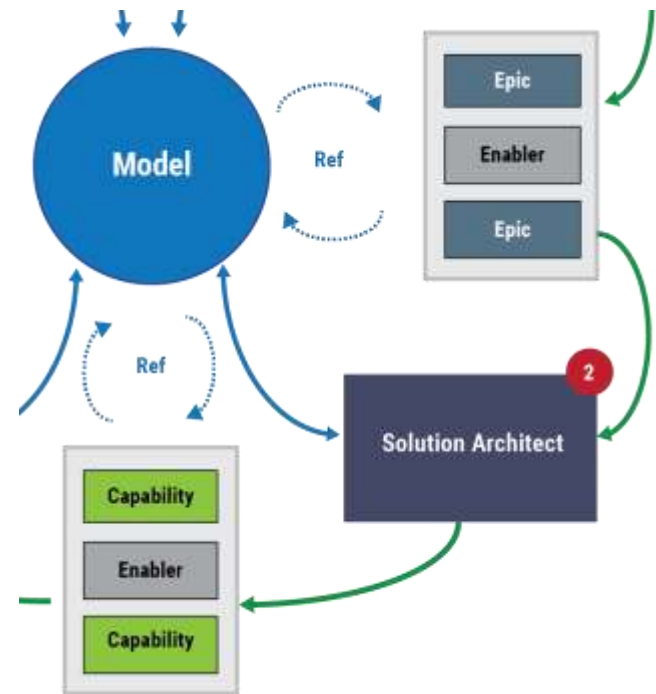 Model
Ref
Epic
Enabler
Epic
Ref
2
Solution Architect
Capability
Enabler
Capability